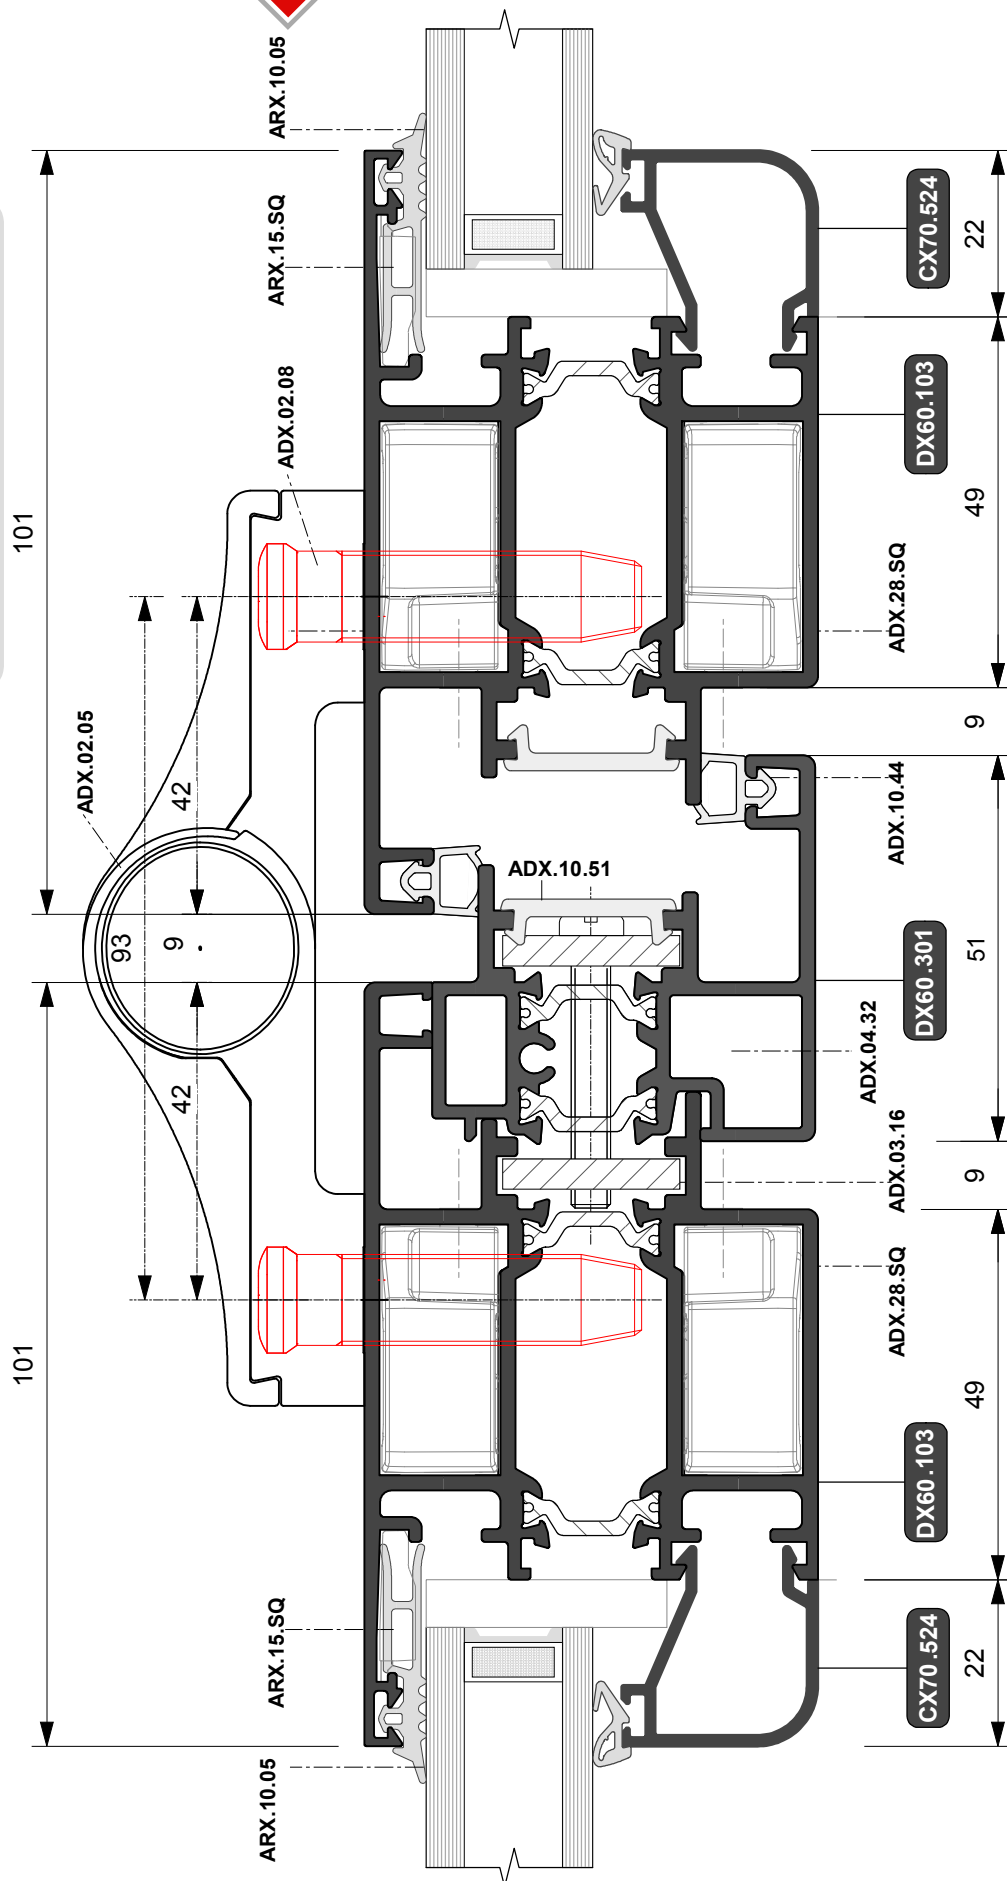 ARX.10.05
ARX.15.SQ
ADX.02.08
ADX.02.05
101
42
93
9
42
101
ADX.10.51
CX70.524
22
DX60.103
49
ADX.28.SQ
9
ADX.10.44
DX60.301
51
ADX.04.32
ADX.03.16
9
ADX.28.SQ
49
DX60.103
CX70.524
22
ARX.15.SQ
ARX.10.05